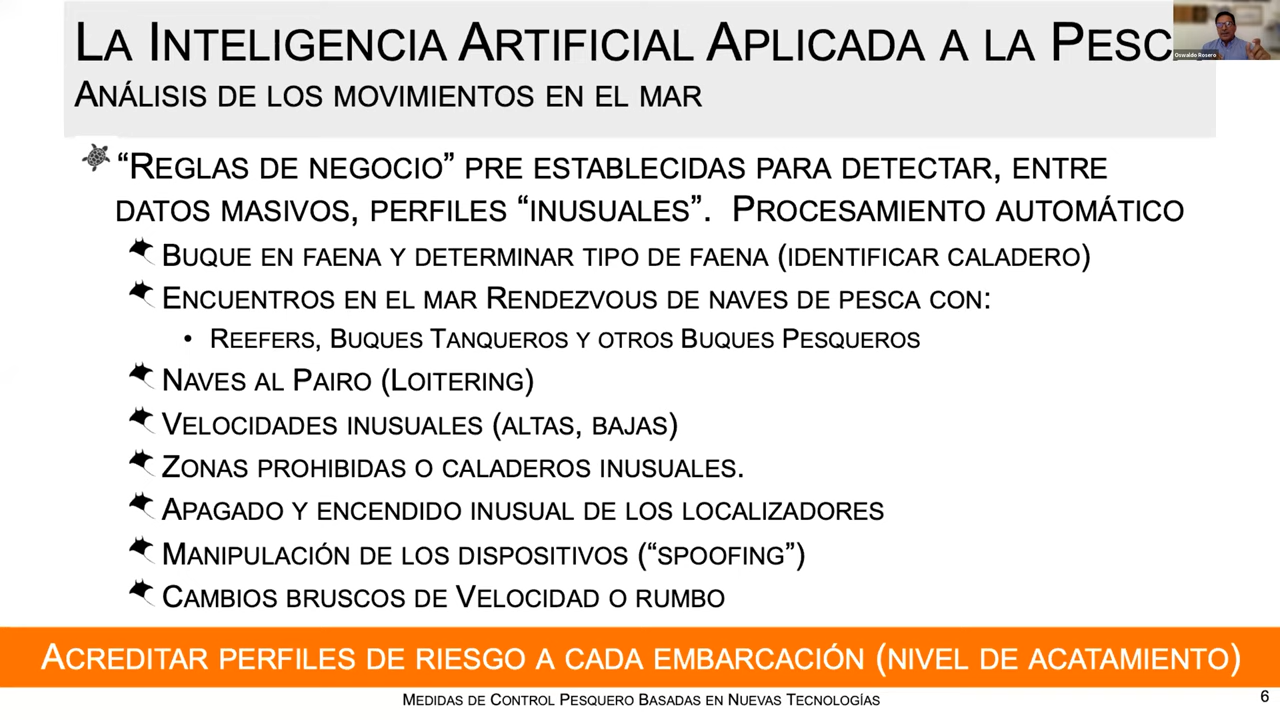 LA INTELIGENCIA ARTIFICIAL APLICADA A LA PESC
Oswaldo Rosero
ANÁLISIS DE LOS MOVIMIENTOS EN EL MAR
“REGLAS DE NEGOCIO” PRE ESTABLECIDAS PARA DETECTAR, ENTRE
DATOS MASIVOS, PERFILES “INUSUALES”. PROCESAMIENTO AUTOMÁTICO
BUQUE EN FAENA Y DETERMINAR TIPO DE FAENA (IDENTIFICAR CALADERO)
ENCUENTROS EN EL MAR RENDEZVOUS DE NAVES DE PESCA CON:
• REEFERS, BUQUES TANQUEROS Y OTROS BUQUES PESQUEROS
NAVES AL PAIRO (LOITERING)
VELOCIDADES INUSUALES (ALTAS, BAJAS)
ZONAS PROHIBIDAS O CALADEROS INUSUALES.
APAGADO Y ENCENDIDO INUSUAL DE LOS LOCALIZADORES
MANIPULACIÓN DE LOS DISPOSITIVOS (“SPOOFING”)
CAMBIOS BRUSCOS DE VELOCIDAD O RUMBO
ACREDITAR PERFILES DE RIESGO A CADA EMBARCACIÓN (NIVEL DE ACATAMIENTO)
MEDIDAS DE CONTROL PESQUERO BASADAS EN NUEVAS TECNOLOGÍAS
6